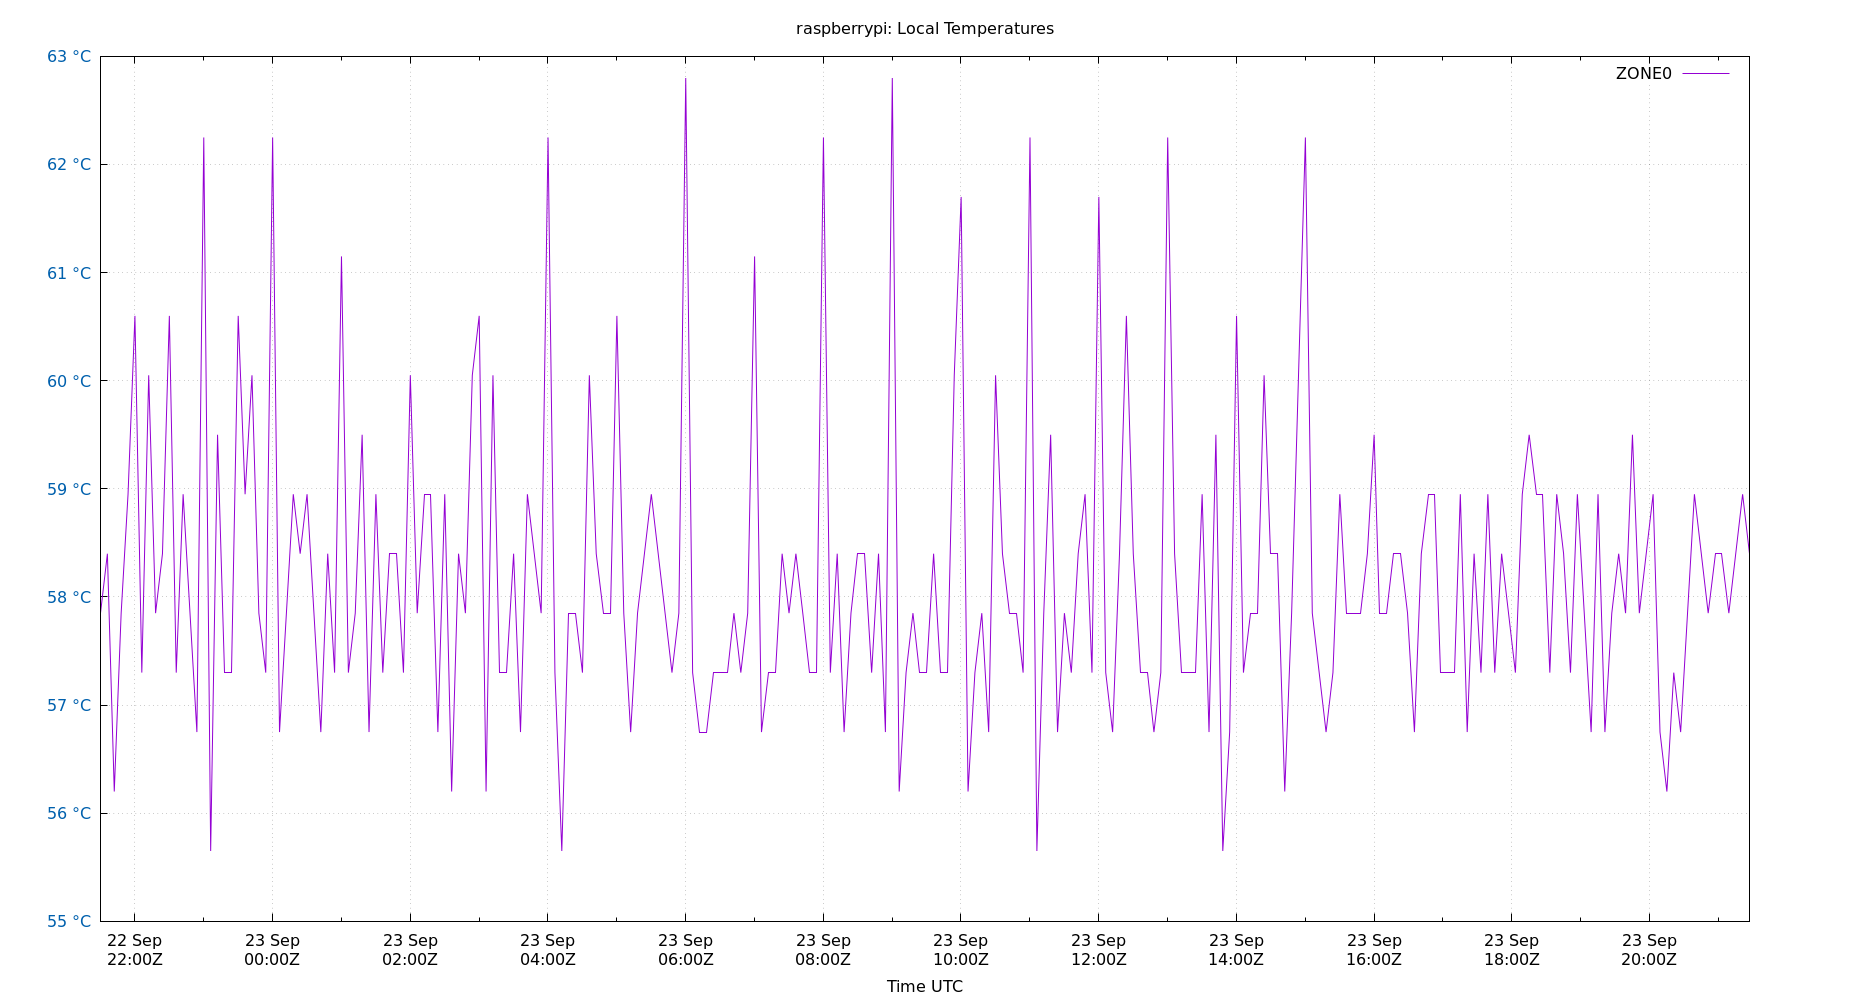 raspberrypi: Local Temperatures
63 °C
ZONE0
62 °C
61 °C
60 °C
59 °C
58 °C
57 °C
56 °C
55 °C
22 Sep 23 Sep 23 Sep 23 Sep 23 Sep 23 Sep 23 Sep 23 Sep 23 Sep 23 Sep 23 Sep 23 Sep
22:00Z 00:00Z 02:00Z 04:00Z 06:00Z 08:00Z 10:00Z 12:00Z 14:00Z 16:00Z 18:00Z 20:00Z
Time UTC